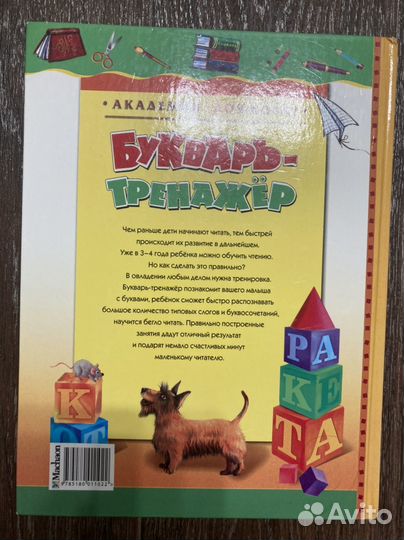 • АКАДЕМИЯ
БУКВАРЬ-
ТРЕНАЖЁР
Чем раньше дети начинают читать, тем быстрей
происходит их развитие в дальнейшем.
Уже в 3–4 года ребёнка можно обучить чтению.
Но как сделать это правильно?
В овладении любым делом нужна тренировка.
Букварь-тренажёр познакомит вашего малыша
с буквами, ребёнок сможет быстро распознавать
большое количество типовых слогов и буквосочетаний,
научится бегло читать. Правильно построенные
занятия дадут отличный результат
и подарят немало счастливых минут
маленькому читателю.
РА
КЕ
ТА
К
Machaon
9785180011022
Avito